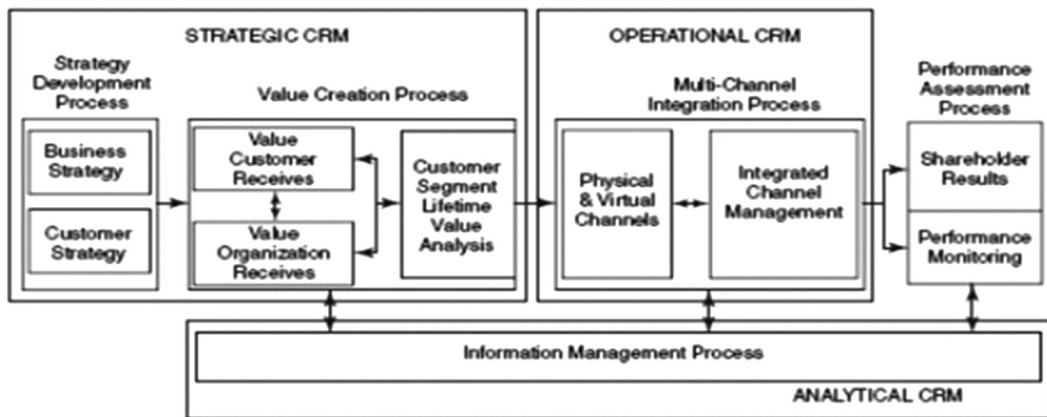 STRATEGIC CRM
Strategy
Development
Process
Value Creation Process
Business
Strategy
Customer
Strategy
Value
Customer
Receives
Value
Organization
Receives
Customer
Segment
Lifetime
Value
Analysis
OPERATIONAL CRM
Multi-Channel
Integration Process
Physical
& Virtual
Channels
Integrated
Channel
Management
Performance
Assessment
Process
Shareholder
Results
Performance
Monitoring
Information Management Process
ANALYTICAL CRM